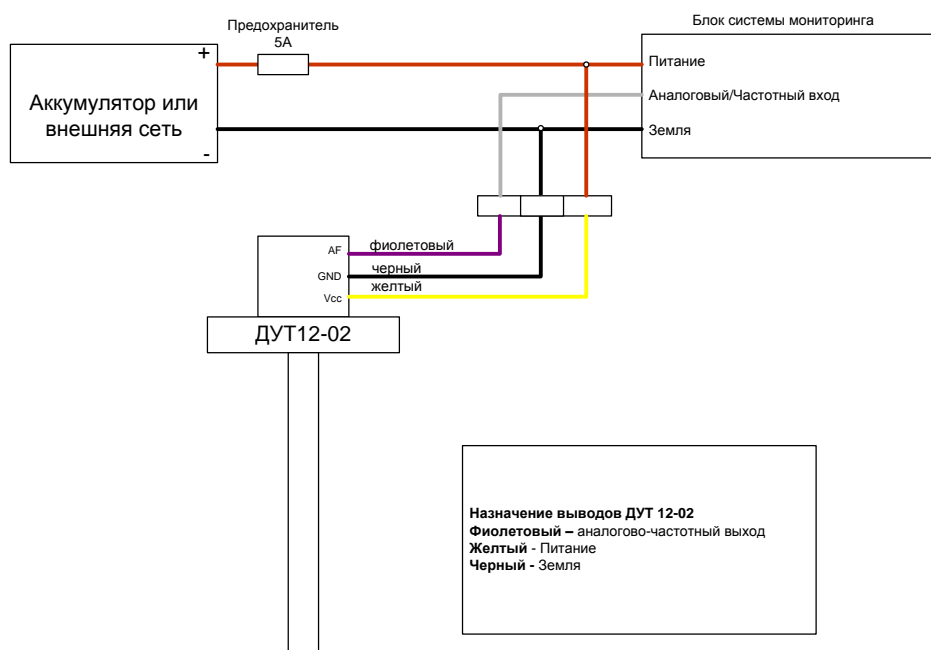 Предохранитель
5А
Блок системы мониторинга
+
Аккумулятор или
внешняя сеть
-
Питание
Аналоговый/Частотный вход
Земля
AF
фиолетовый
GND
черный
Vcc
желтый
ДУТ12-02
Назначение выводов ДУТ 12-02
Фиолетовый – аналогово-частотный выход
Желтый - Питание
Черный - Земля